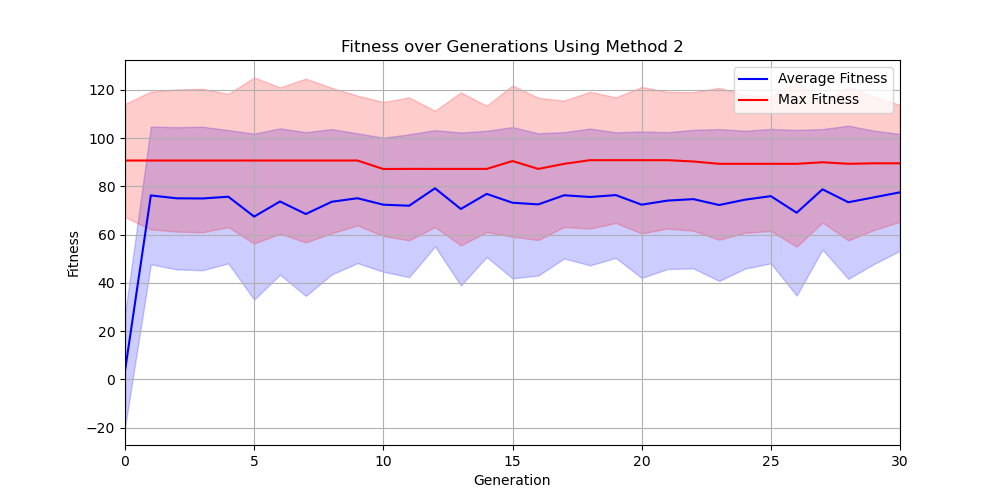 Fitness over Generations Using Method 2
Average Fitness
Max Fitness
Fitness
120
100
80
60
40
20
0
−20
0 5 10 15 20 25 30
Generation